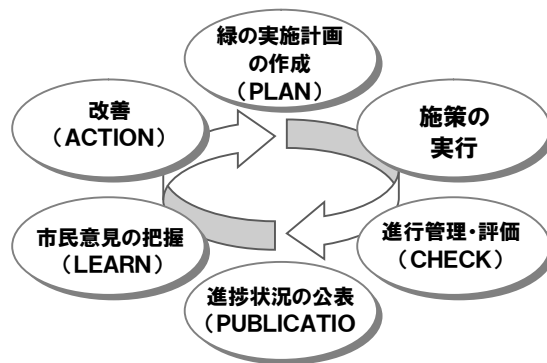 緑の実施計画
の作成
（PLAN）
施策の
実行
進行管理・評価
（CHECK）
進捗状況の公表
（PUBLICATIO
市民意見の把握
（LEARN）
改善
（ACTION）